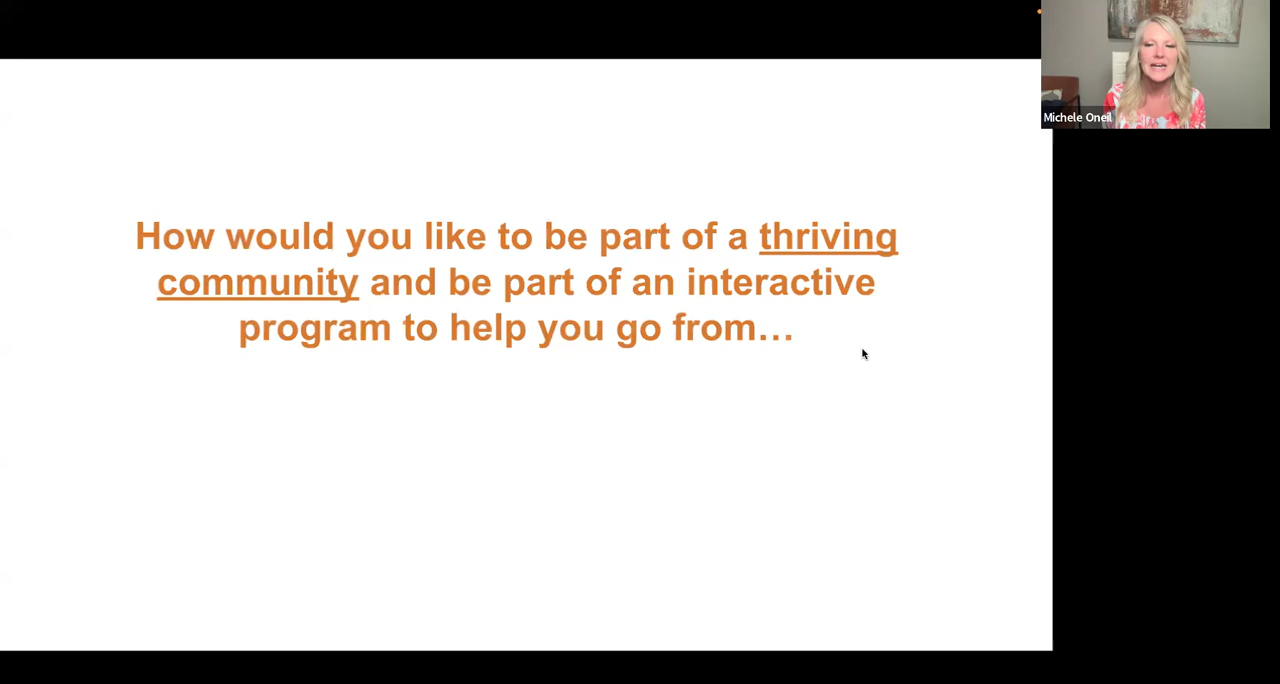 Michele Oneil
How would you like to be part of a thriving
community and be part of an interactive
program to help you go from…